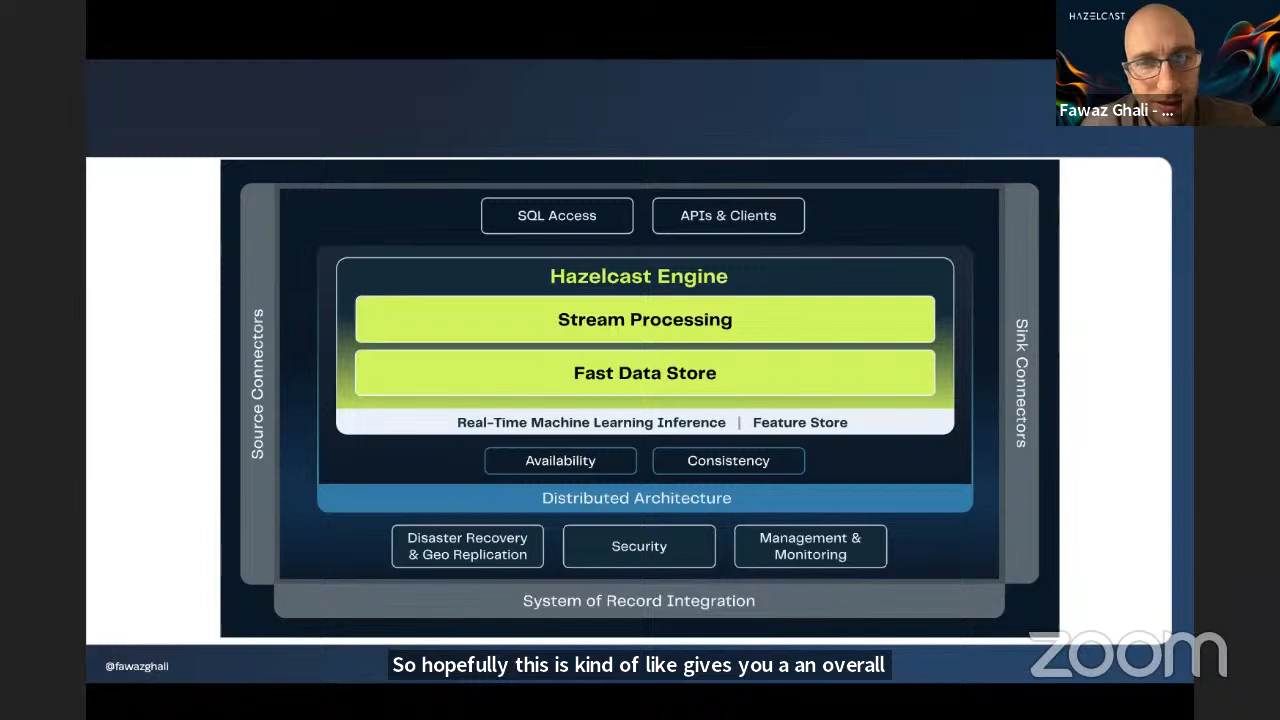 HAZELCAST
Fawaz Ghali - ...
SQL Access
APIs & Clients
Hazelcast Engine
Stream Processing
Fast Data Store
Real-Time Machine Learning Inference | Feature Store
Availability
Consistency
Distributed Architecture
Disaster Recovery
& Geo Replication
Security
Management &
Monitoring
Source Connectors
Sink Connectors
System of Record Integration
@fawazghali
So hopefully this is kind of like gives you a an overall
zoom